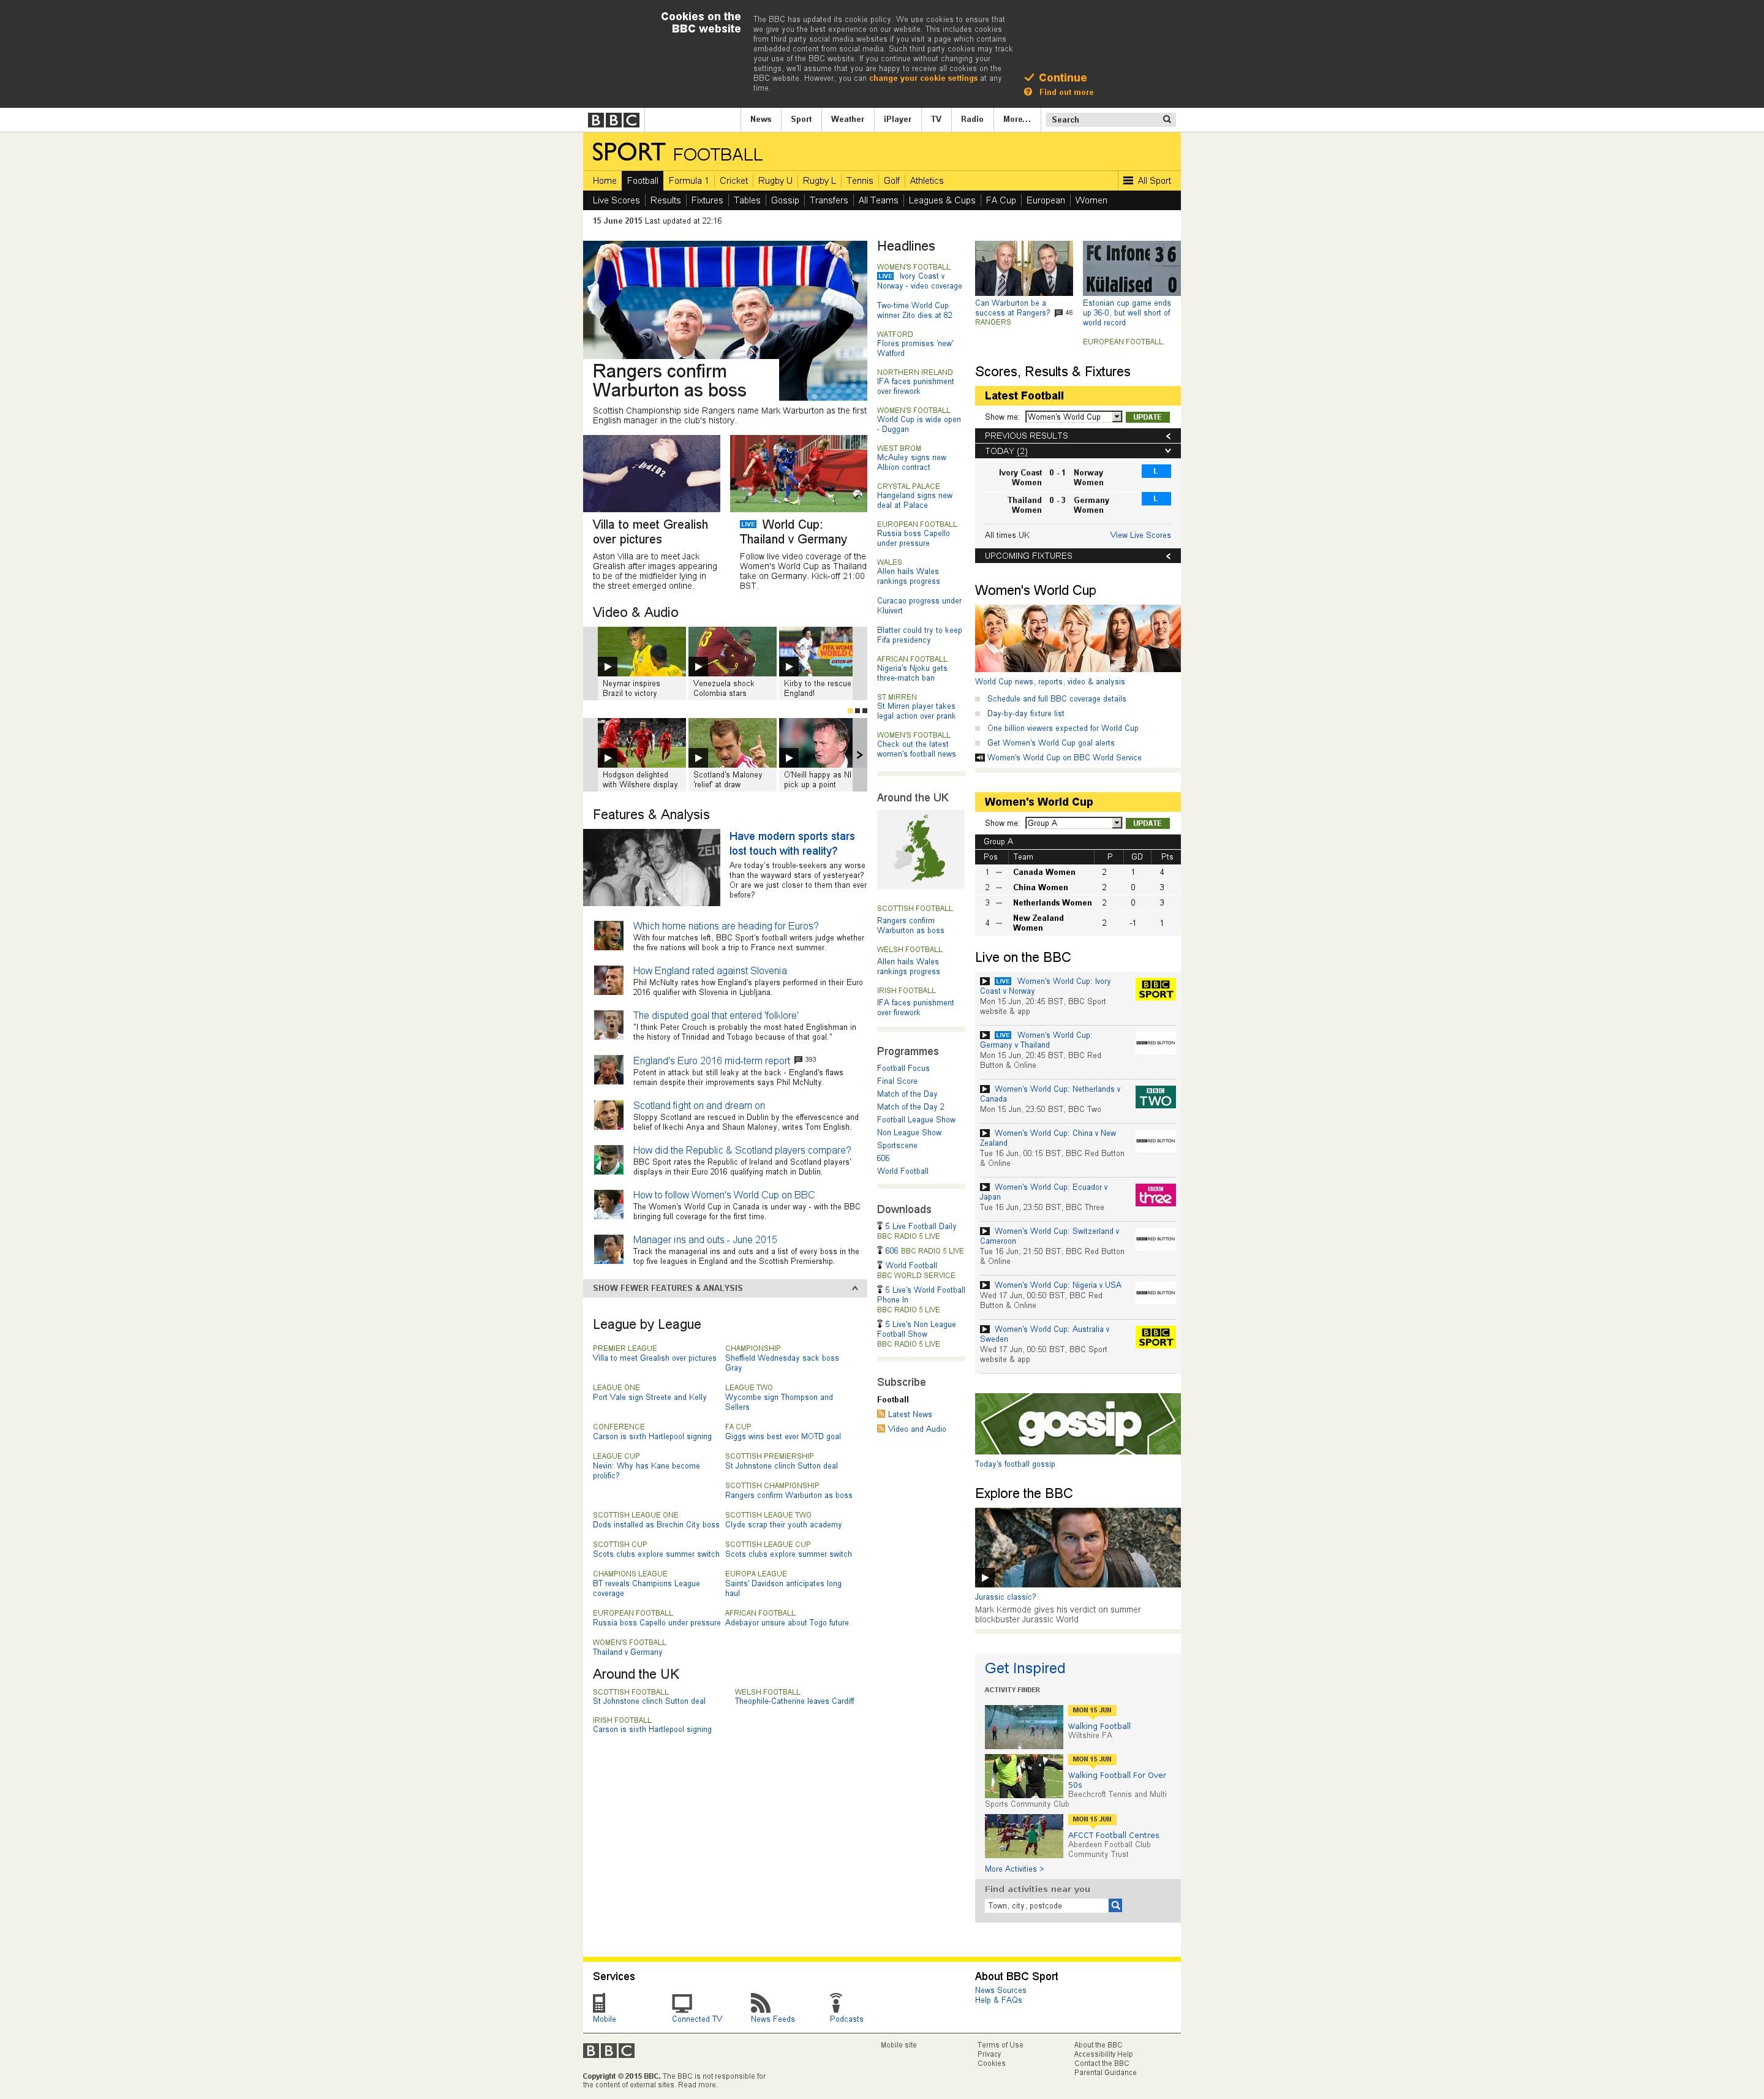 Cookies on the
BBC website
The BBC has updated its cookie policy. We use cookies to ensure that
we give you the best experience on our website. This includes cookies
from third party social media websites if you visit a page which contains
embedded content from social media. Such third party cookies may track
your use of the BBC website. If you continue without changing your
settings, we'll assume that you are happy to receive all cookies on the
BBC website. However, you can change your cookie settings at any
time.
Continue
Find out more
BBC News Sport Weather iPlayer TV Radio More... Search
SPORT FOOTBALL
Home Football Formula 1 Cricket Rugby U Rugby L Tennis Golf Athletics All Sport
Live Scores Results Fixtures Tables Gossip Transfers All Teams Leagues & Cups FA Cup European Women
15 June 2015 Last updated at 22:16
Rangers confirm
Warburton as boss
Scottish Championship side Rangers name Mark Warburton as the first
English manager in the club's history.
Villa to meet Grealish
over pictures
Aston Villa are to meet Jack
Grealish after images appearing
to be of the midfielder lying in
the street emerged online.
LIVE World Cup:
Thailand v Germany
Follow live video coverage of the
Women's World Cup as Thailand
take on Germany. Kick-off 21:00
BST.
Video & Audio
Neymar inspires
Brazil to victory
Venezuela shock
Colombia stars
FIFA WOMEN'S
WORLD CUP
CATCH-UP
Kirby to the rescue
England!
Hodgson delighted
with Wilshere display
Scotland's Maloney
'relief' at draw
O'Neill happy as NI
pick up a point
Features & Analysis
Have modern sports stars
lost touch with reality?
Are today's trouble-seekers any worse
than the wayward stars of yesteryear?
Or are we just closer to them than ever
before?
Which home nations are heading for Euros?
With four matches left, BBC Sport's football writers judge whether
the five nations will book a trip to France next summer.
How England rated against Slovenia
Phil McNulty rates how England's players performed in their Euro
2016 qualifier with Slovenia in Ljubljana.
The disputed goal that entered 'folklore'
"I think Peter Crouch is probably the most hated Englishman in
the history of Trinidad and Tobago because of that goal."
England's Euro 2016 mid-term report 393
Potent in attack but still leaky at the back - England's flaws
remain despite their improvements says Phil McNulty.
Scotland fight on and dream on
Sloppy Scotland are rescued in Dublin by the effervescence and
belief of Ikechi Anya and Shaun Maloney, writes Tom English.
How did the Republic & Scotland players compare?
BBC Sport rates the Republic of Ireland and Scotland players'
displays in their Euro 2016 qualifying match in Dublin.
How to follow Women's World Cup on BBC
The Women's World Cup in Canada is under way - with the BBC
bringing full coverage for the first time.
Manager ins and outs - June 2015
Track the managerial ins and outs and a list of every boss in the
top five leagues in England and the Scottish Premiership.
SHOW FEWER FEATURES & ANALYSIS
League by League
PREMIER LEAGUE
Villa to meet Grealish over pictures
CHAMPIONSHIP
Sheffield Wednesday sack boss
Gray
LEAGUE ONE
Port Vale sign Streete and Kelly
LEAGUE TWO
Wycombe sign Thompson and
Sellers
CONFERENCE
Carson is sixth Hartlepool signing
FA CUP
Giggs wins best ever MOTD goal
LEAGUE CUP
Nevin: Why has Kane become
prolific?
SCOTTISH PREMIERSHIP
St Johnstone clinch Sutton deal
SCOTTISH CHAMPIONSHIP
Rangers confirm Warburton as boss
SCOTTISH LEAGUE ONE
Dods installed as Brechin City boss
SCOTTISH LEAGUE TWO
Clyde scrap their youth academy
SCOTTISH CUP
Scots clubs explore summer switch
SCOTTISH LEAGUE CUP
Scots clubs explore summer switch
CHAMPIONS LEAGUE
BT reveals Champions League
coverage
EUROPA LEAGUE
Saints' Davidson anticipates long
haul
EUROPEAN FOOTBALL
Russia boss Capello under pressure
AFRICAN FOOTBALL
Adebayor unsure about Togo future
WOMEN'S FOOTBALL
Thailand v Germany
Around the UK
SCOTTISH FOOTBALL
St Johnstone clinch Sutton deal
WELSH FOOTBALL
Theophile-Catherine leaves Cardiff
IRISH FOOTBALL
Carson is sixth Hartlepool signing
Headlines
WOMEN'S FOOTBALL
LIVE Ivory Coast v
Norway - video coverage
Two-time World Cup
winner Zito dies at 82
WATFORD
Flores promises 'new'
Watford
NORTHERN IRELAND
IFA faces punishment
over firework
WOMEN'S FOOTBALL
World Cup is wide open
- Duggan
WEST BROM
McAuley signs new
Albion contract
CRYSTAL PALACE
Hangeland signs new
deal at Palace
EUROPEAN FOOTBALL
Russia boss Capello
under pressure
WALES
Allen hails Wales
rankings progress
Curacao progress under
Kluivert
Blatter could try to keep
Fifa presidency
AFRICAN FOOTBALL
Nigeria's Njoku gets
three-match ban
ST MIRREN
St Mirren player takes
legal action over prank
WOMEN'S FOOTBALL
Check out the latest
women's football news
Around the UK
SCOTTISH FOOTBALL
Rangers confirm
Warburton as boss
WELSH FOOTBALL
Allen hails Wales
rankings progress
IRISH FOOTBALL
IFA faces punishment
over firework
Programmes
Football Focus
Final Score
Match of the Day
Match of the Day 2
Football League Show
Non League Show
Sportscene
606
World Football
Downloads
5 Live Football Daily
BBC RADIO 5 LIVE
606 BBC RADIO 5 LIVE
World Football
BBC WORLD SERVICE
5 Live's World Football
Phone In
BBC RADIO 5 LIVE
5 Live's Non League
Football Show
BBC RADIO 5 LIVE
Subscribe
Football
Latest News
Video and Audio
Can Warburton be a
success at Rangers? 46
RANGERS
FC Infone 36
Külalised 0
Estonian cup game ends
up 36-0, but well short of
world record
EUROPEAN FOOTBALL
Scores, Results & Fixtures
Latest Football
Show me: Women's World Cup UPDATE
PREVIOUS RESULTS
TODAY (2)
Ivory Coast 0 - 1 Norway L
Women Women
Thailand 0 - 3 Germany L
Women Women
All times UK View Live Scores
UPCOMING FIXTURES
Women's World Cup
World Cup news, reports, video & analysis
Schedule and full BBC coverage details
Day-by-day fixture list
One billion viewers expected for World Cup
Get Women's World Cup goal alerts
Women's World Cup on BBC World Service
Women's World Cup
Show me: Group A UPDATE
Group A
Pos Team P GD Pts
1 — Canada Women 2 1 4
2 — China Women 2 0 3
3 — Netherlands Women 2 0 3
4 — New Zealand Women 2 -1 1
Live on the BBC
LIVE Women's World Cup: Ivory
Coast v Norway
Mon 15 Jun, 20:45 BST, BBC Sport
website & app
BBC SPORT
LIVE Women's World Cup:
Germany v Thailand
Mon 15 Jun, 20:45 BST, BBC Red
Button & Online
BBC RED BUTTON
Women's World Cup: Netherlands v
Canada
Mon 15 Jun, 23:50 BST, BBC Two
BBC TWO
Women's World Cup: China v New
Zealand
Tue 16 Jun, 00:15 BST, BBC Red Button
& Online
BBC RED BUTTON
Women's World Cup: Ecuador v
Japan
Tue 16 Jun, 23:50 BST, BBC Three
BBC three
Women's World Cup: Switzerland v
Cameroon
Tue 16 Jun, 21:50 BST, BBC Red Button
& Online
BBC RED BUTTON
Women's World Cup: Nigeria v USA
Wed 17 Jun, 00:50 BST, BBC Red
Button & Online
BBC RED BUTTON
Women's World Cup: Australia v
Sweden
Wed 17 Jun, 00:50 BST, BBC Sport
website & app
BBC SPORT
gossip
Today's football gossip
Explore the BBC
Jurassic classic?
Mark Kermode gives his verdict on summer
blockbuster Jurassic World
Get Inspired
ACTIVITY FINDER
MON 15 JUN
Walking Football
Wiltshire FA
MON 15 JUN
Walking Football For Over
50s
Beechcroft Tennis and Multi
Sports Community Club
MON 15 JUN
AFCCT Football Centres
Aberdeen Football Club
Community Trust
More Activities >
Find activities near you
Town, city, postcode
Services
Mobile Connected TV News Feeds Podcasts
About BBC Sport
News Sources
Help & FAQs
BBC
Mobile site
Terms of Use
Privacy
Cookies
About the BBC
Accessibility Help
Contact the BBC
Parental Guidance
Copyright © 2015 BBC. The BBC is not responsible for
the content of external sites. Read more.